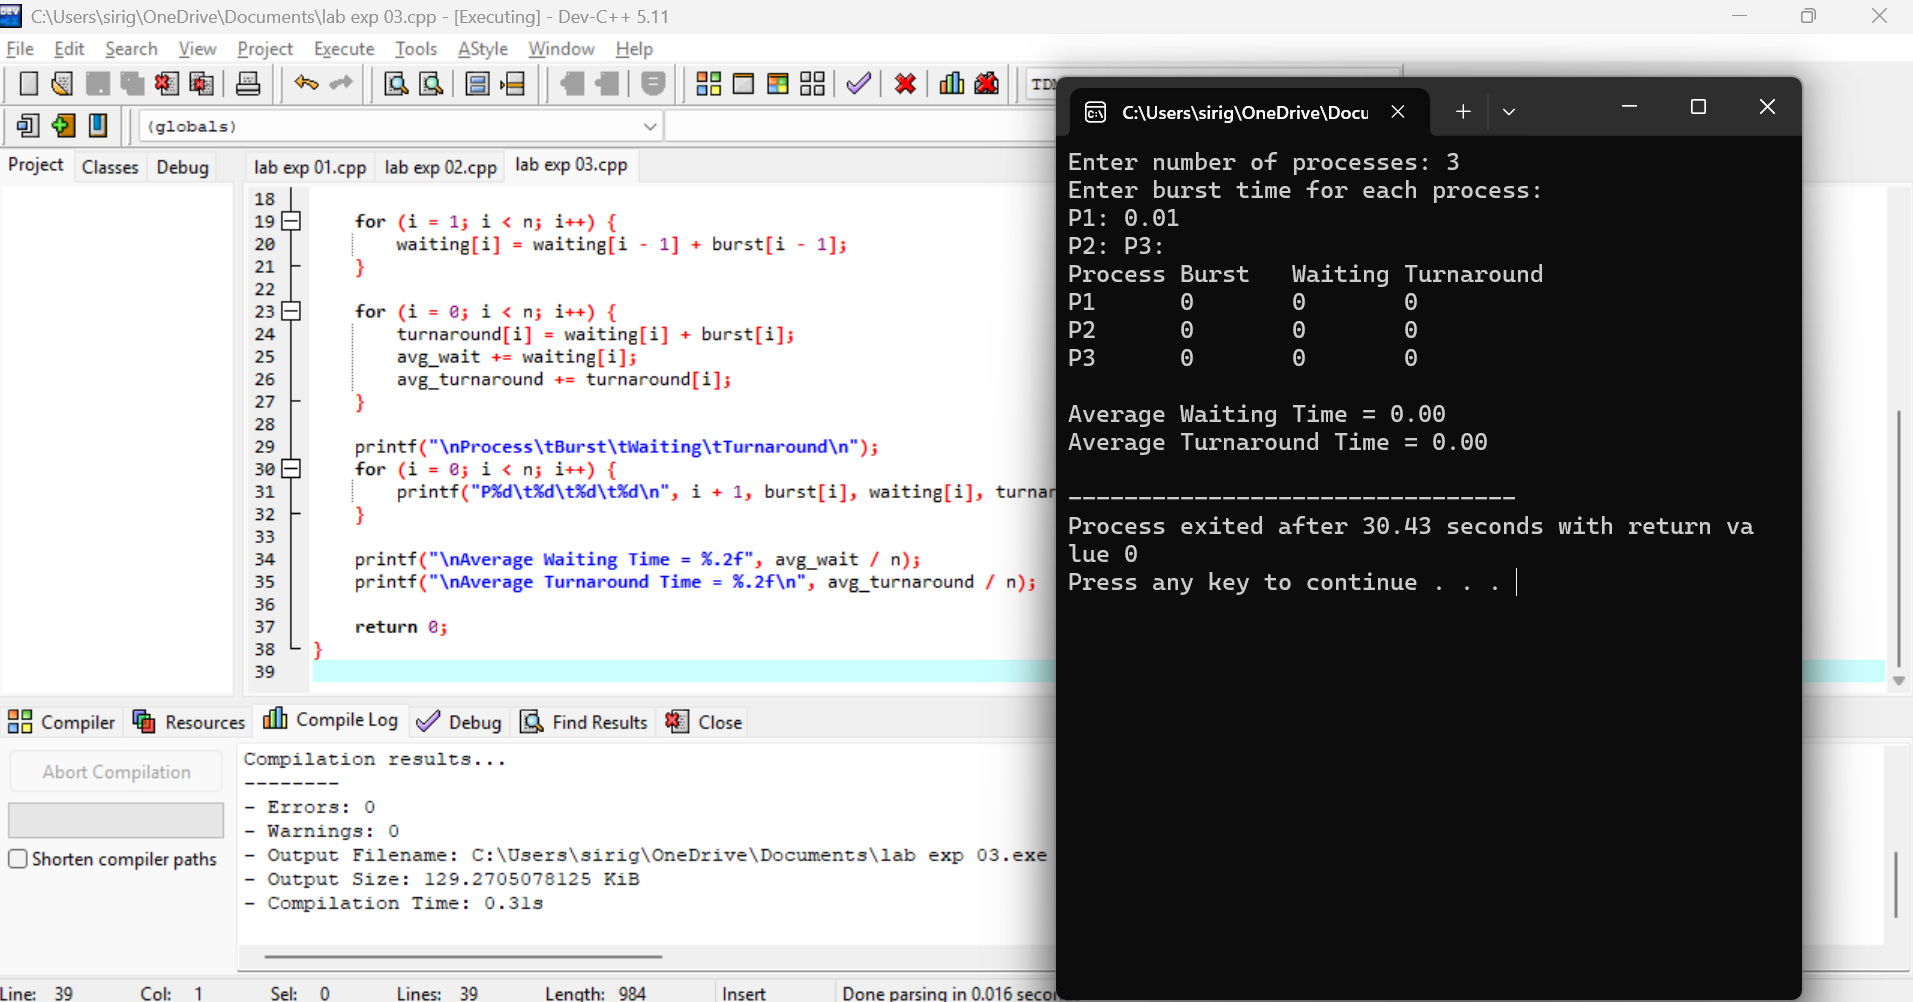 C:\Users\sirig\OneDrive\Documents\lab exp 03.cpp - [Executing] - Dev-C++ 5.11
File Edit Search View Project Execute Tools AStyle Window Help
(globals)
Project Classes Debug
lab exp 01.cpp lab exp 02.cpp lab exp 03.cpp
18
19 for (i = 1; i < n; i++) {
20 waiting[i] = waiting[i - 1] + burst[i - 1];
21 }
22
23 for (i = 0; i < n; i++) {
24 turnaround[i] = waiting[i] + burst[i];
25 avg_wait += waiting[i];
26 avg_turnaround += turnaround[i];
27 }
28
29 printf("\nProcess\tBurst\tWaiting\tTurnaround\n");
30 for (i = 0; i < n; i++) {
31 printf("P%d\t%d\t%d\t%d\n", i + 1, burst[i], waiting[i], turnar
32 }
33
34 printf("\nAverage Waiting Time = %.2f", avg_wait / n);
35 printf("\nAverage Turnaround Time = %.2f\n", avg_turnaround / n);
36
37 return 0;
38 }
39
C:\Users\sirig\OneDrive\Docu
Enter number of processes: 3
Enter burst time for each process:
P1: 0.01
P2: P3:
Process Burst Waiting Turnaround
P1 0 0 0
P2 0 0 0
P3 0 0 0
Average Waiting Time = 0.00
Average Turnaround Time = 0.00
--------------------------------
Process exited after 30.43 seconds with return va
lue 0
Press any key to continue . . .
Compiler Resources Compile Log Debug Find Results Close
Abort Compilation
Shorten compiler paths
Compilation results...
--------
- Errors: 0
- Warnings: 0
- Output Filename: C:\Users\sirig\OneDrive\Documents\lab exp 03.exe
- Output Size: 129.2705078125 KiB
- Compilation Time: 0.31s
Line: 39 Col: 1 Sel: 0 Lines: 39 Length: 984 Insert Done parsing in 0.016